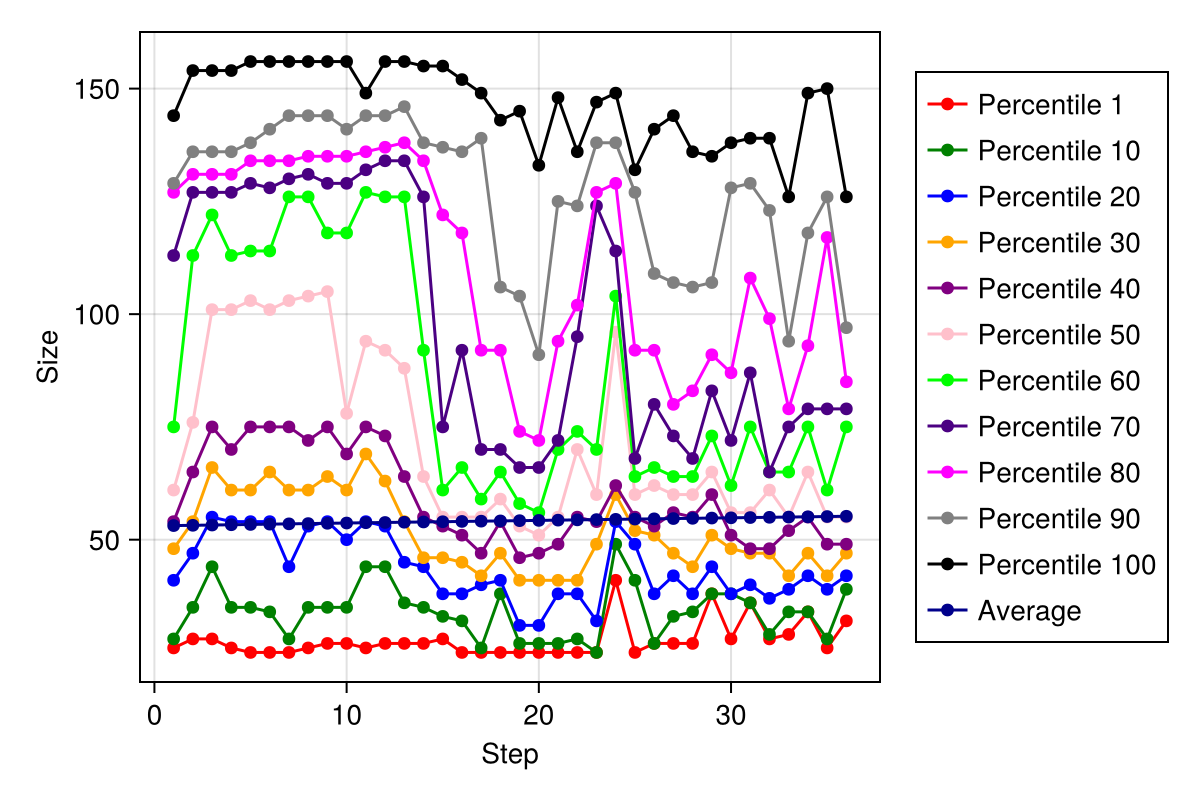 Size
150
100
50
0
10
20
30
Step
Percentile 1
Percentile 10
Percentile 20
Percentile 30
Percentile 40
Percentile 50
Percentile 60
Percentile 70
Percentile 80
Percentile 90
Percentile 100
Average